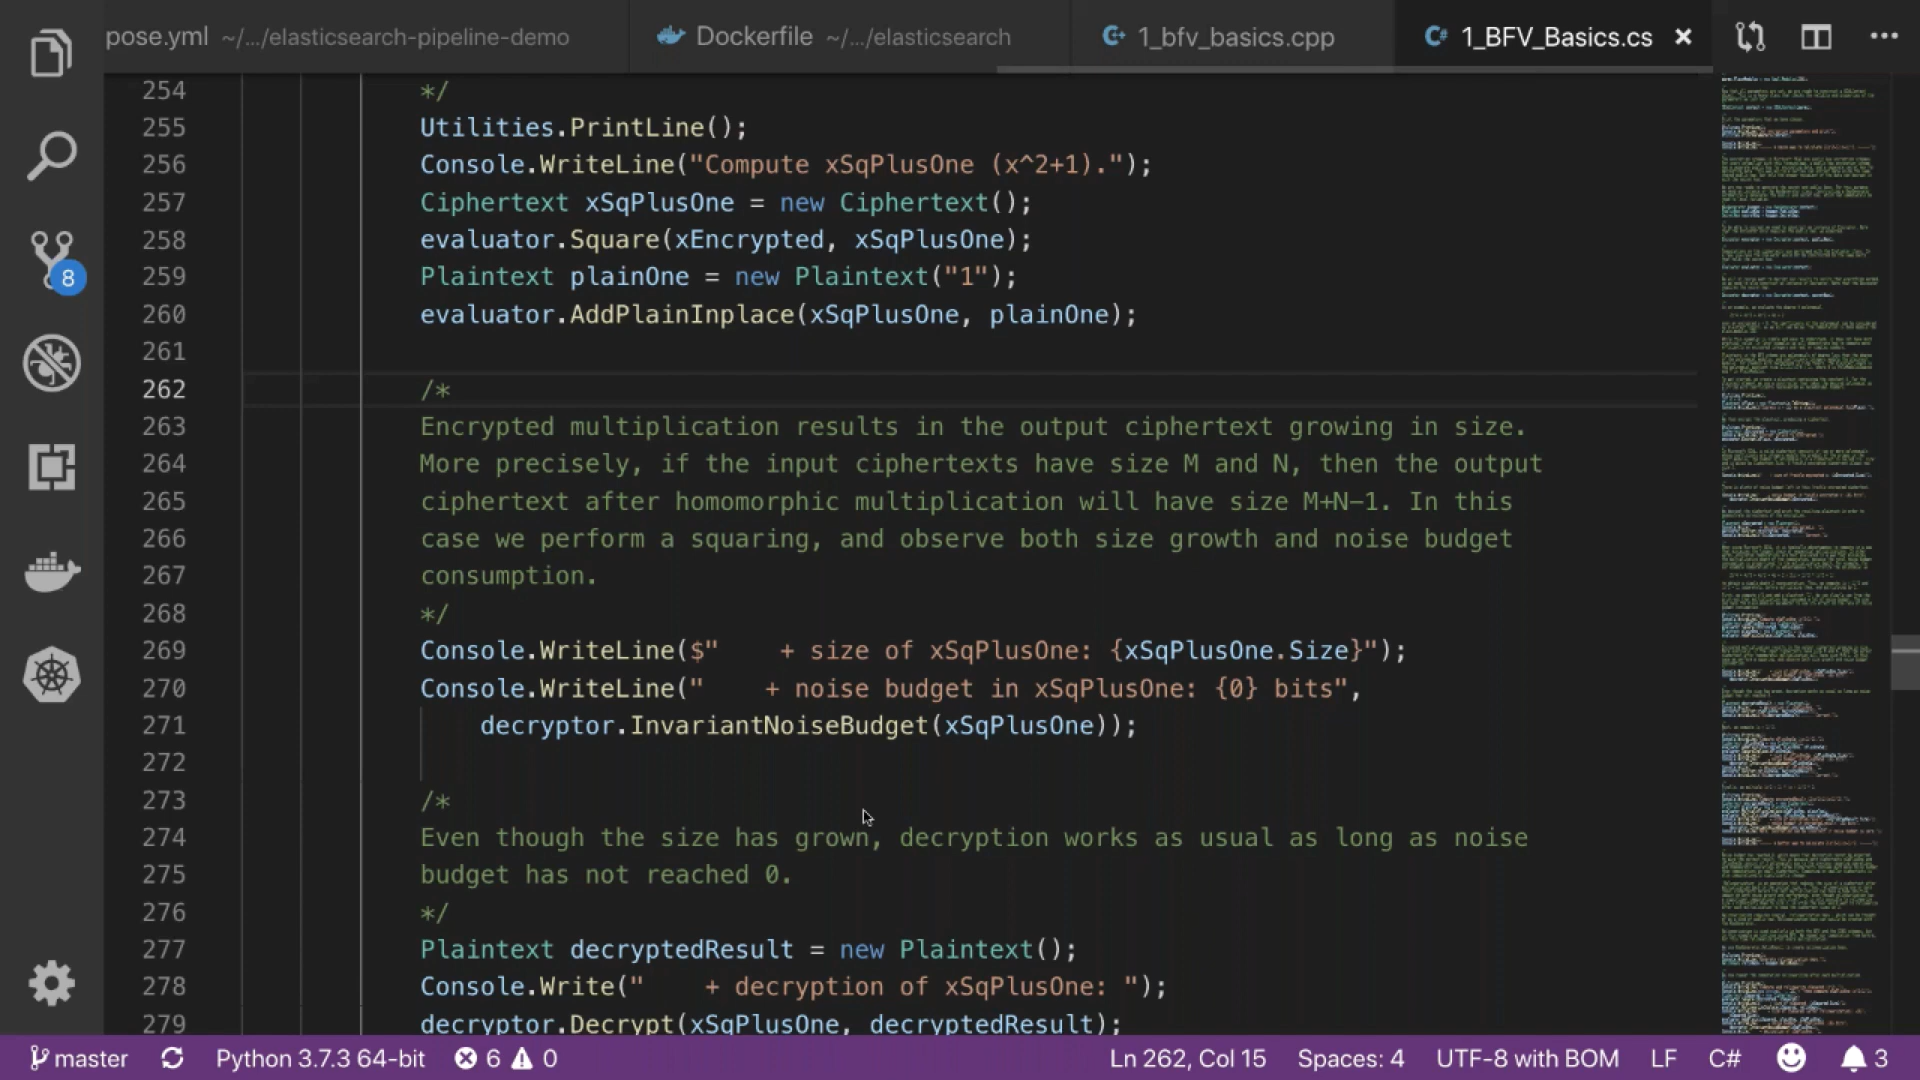 pose.yml ~/.../elasticsearch-pipeline-demo Dockerfile ~/.../elasticsearch 1_bfv_basics.cpp 1_BFV_Basics.cs
254 */
255 Utilities.PrintLine();
256 Console.WriteLine("Compute xSqPlusOne (x^2+1).");
257 Ciphertext xSqPlusOne = new Ciphertext();
258 evaluator.Square(xEncrypted, xSqPlusOne);
259 Plaintext plainOne = new Plaintext("1");
260 evaluator.AddPlainInplace(xSqPlusOne, plainOne);
261
262 /*
263 Encrypted multiplication results in the output ciphertext growing in size.
264 More precisely, if the input ciphertexts have size M and N, then the output
265 ciphertext after homomorphic multiplication will have size M+N-1. In this
266 case we perform a squaring, and observe both size growth and noise budget
267 consumption.
268 */
269 Console.WriteLine($"    + size of xSqPlusOne: {xSqPlusOne.Size}");
270 Console.WriteLine("    + noise budget in xSqPlusOne: {0} bits",
271 decryptor.InvariantNoiseBudget(xSqPlusOne));
272
273 /*
274 Even though the size has grown, decryption works as usual as long as noise
275 budget has not reached 0.
276 */
277 Plaintext decryptedResult = new Plaintext();
278 Console.Write("    + decryption of xSqPlusOne: ");
279 decryptor.Decrypt(xSqPlusOne, decryptedResult);
8
master Python 3.7.3 64-bit 6 0 Ln 262, Col 15 Spaces: 4 UTF-8 with BOM LF C# 3